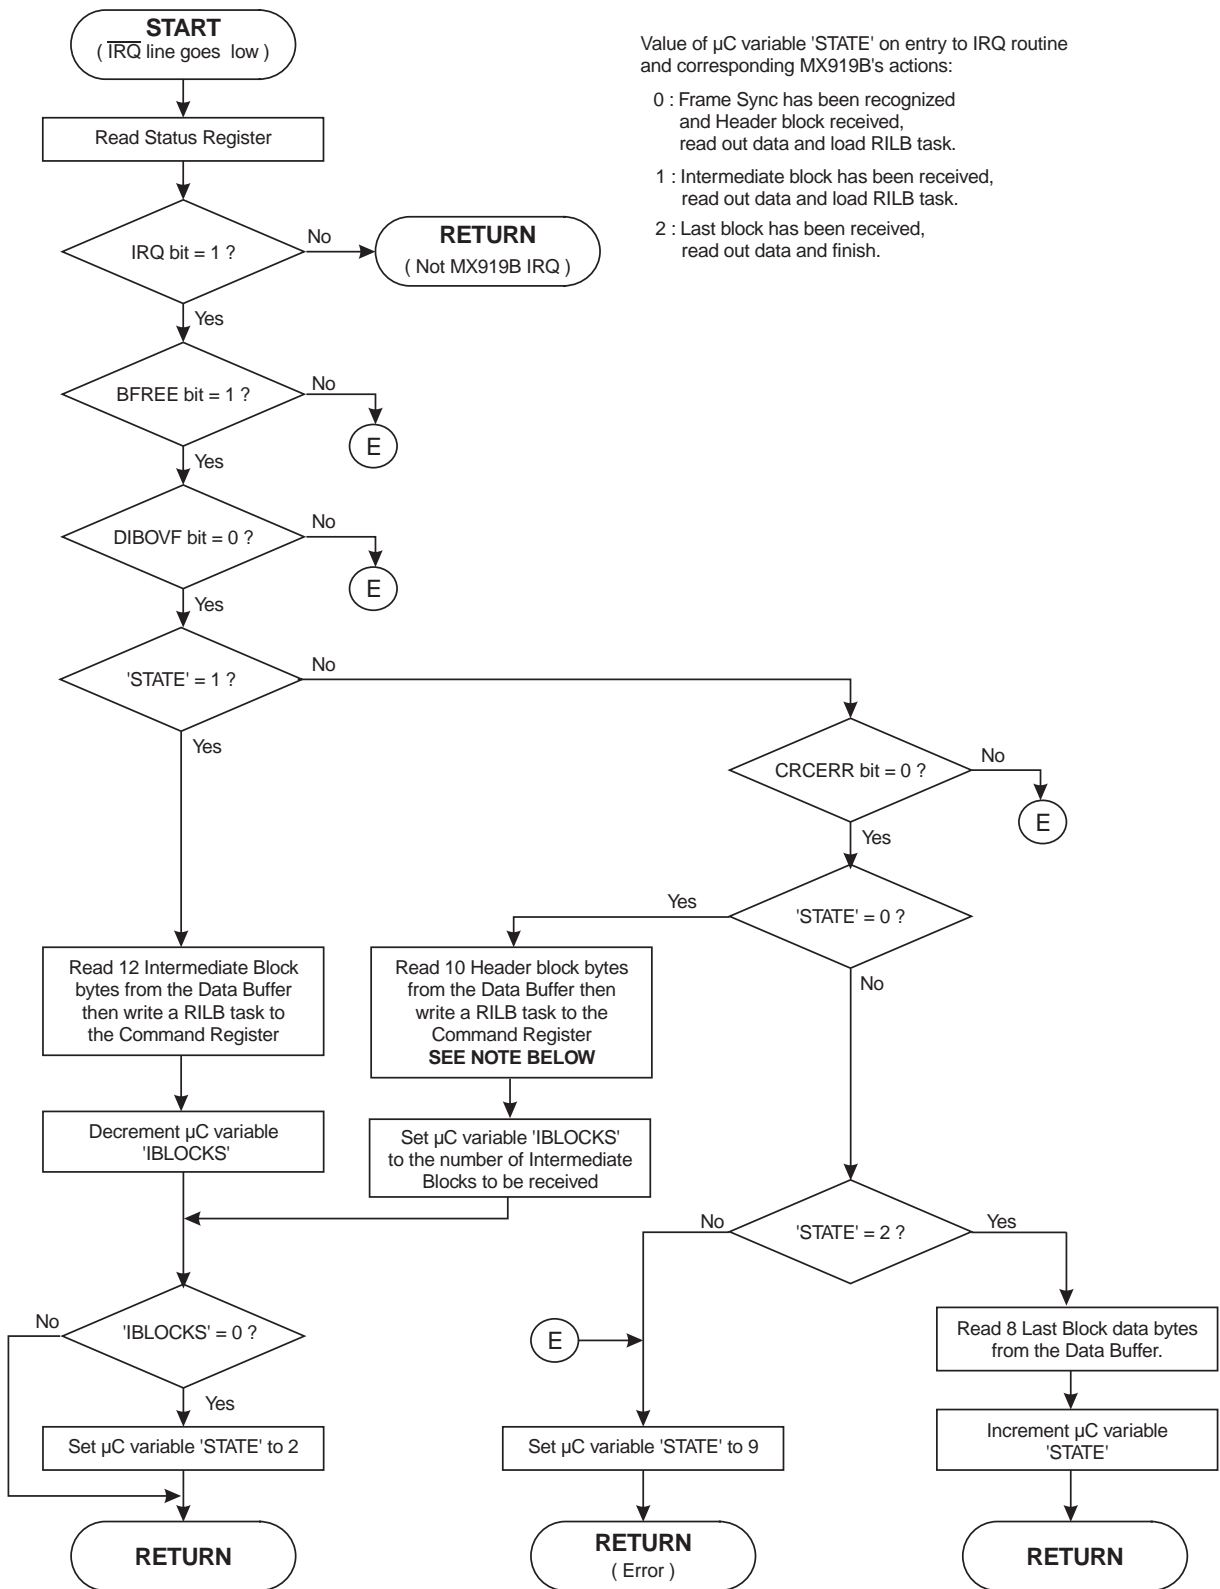 START
( IRQ line goes low )
Value of µC variable 'STATE' on entry to IRQ routine
and corresponding MX919B's actions:
0 : Frame Sync has been recognized
and Header block received,
read out data and load RILB task.
1 : Intermediate block has been received,
read out data and load RILB task.
2 : Last block has been received,
read out data and finish.
Read Status Register
IRQ bit = 1 ?
No
RETURN
( Not MX919B IRQ )
Yes
BFREE bit = 1 ?
No
E
Yes
DIBOVF bit = 0 ?
No
E
Yes
'STATE' = 1 ?
No
Yes
CRCERR bit = 0 ?
No
E
Yes
'STATE' = 0 ?
Yes
No
Read 12 Intermediate Block
bytes from the Data Buffer
then write a RILB task to
the Command Register
Read 10 Header block bytes
from the Data Buffer then
write a RILB task to the
Command Register
SEE NOTE BELOW
Decrement µC variable
'IBLOCKS'
Set µC variable 'IBLOCKS'
to the number of Intermediate
Blocks to be received
'STATE' = 2 ?
No
Yes
'IBLOCKS' = 0 ?
No
Yes
E
Read 8 Last Block data bytes
from the Data Buffer.
Set µC variable 'STATE' to 2
Set µC variable 'STATE' to 9
Increment µC variable
'STATE'
RETURN
RETURN
( Error )
RETURN